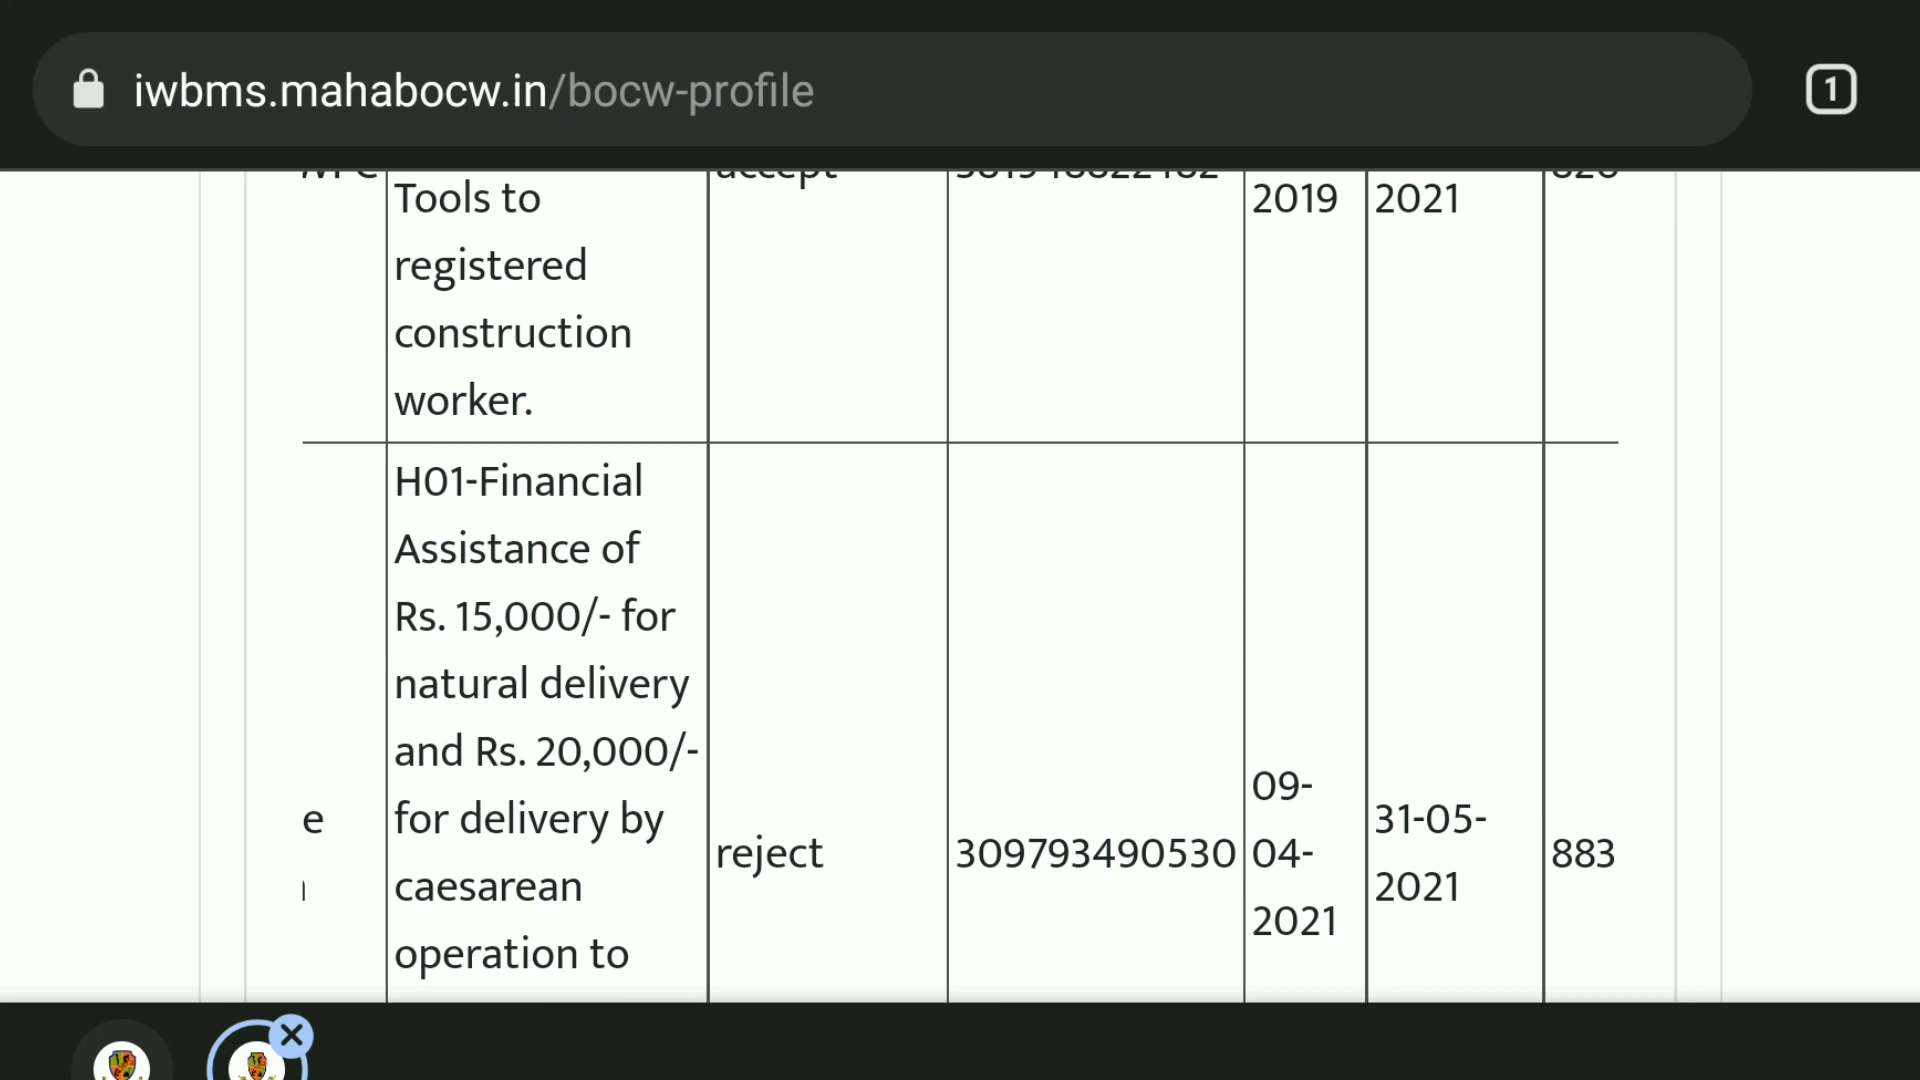 iwbms.mahabocw.in/bocw-profile
1
accept
Tools to
registered
construction
worker.
2019
2021
H01-Financial
Assistance of
Rs. 15,000/- for
natural delivery
and Rs. 20,000/-
for delivery by
caesarean
operation to
e
reject
309793490530
09-
04-
2021
31-05-
2021
883